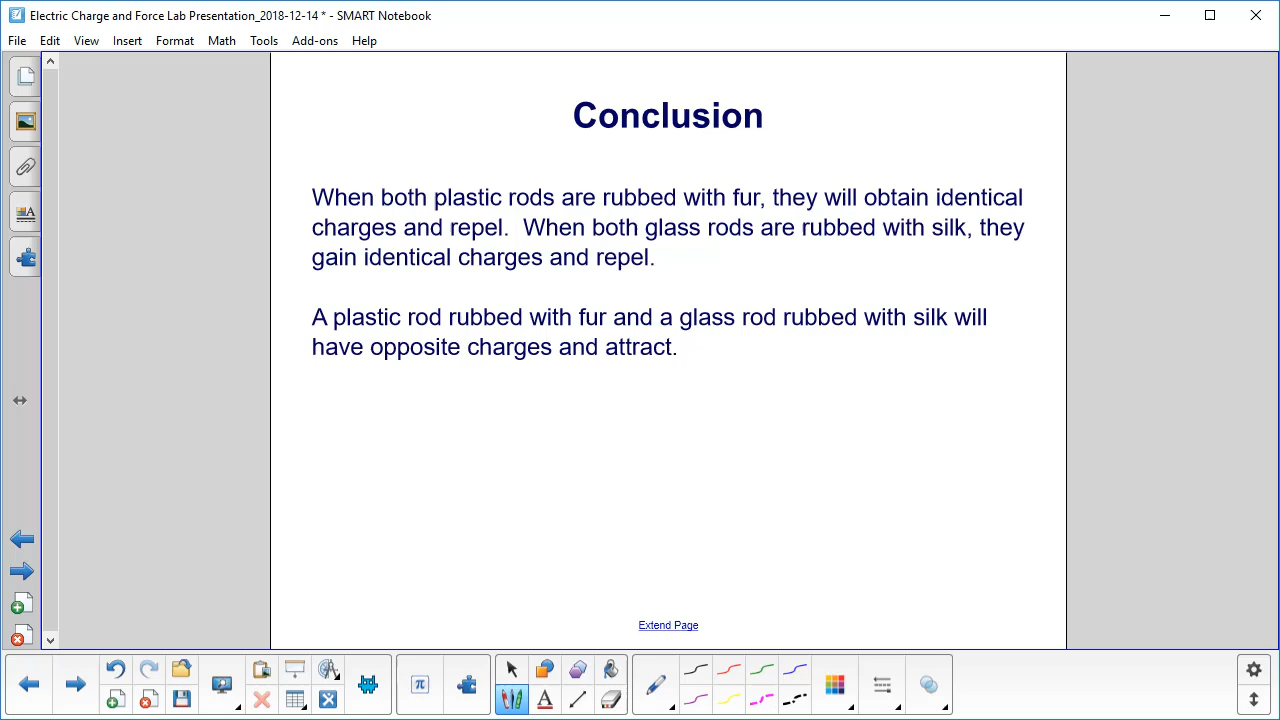 Electric Charge and Force Lab Presentation_2018-12-14 * - SMART Notebook
File Edit View Insert Format Math Tools Add-ons Help
Conclusion
When both plastic rods are rubbed with fur, they will obtain identical
charges and repel.  When both glass rods are rubbed with silk, they
gain identical charges and repel.
A plastic rod rubbed with fur and a glass rod rubbed with silk will
have opposite charges and attract.
Extend Page